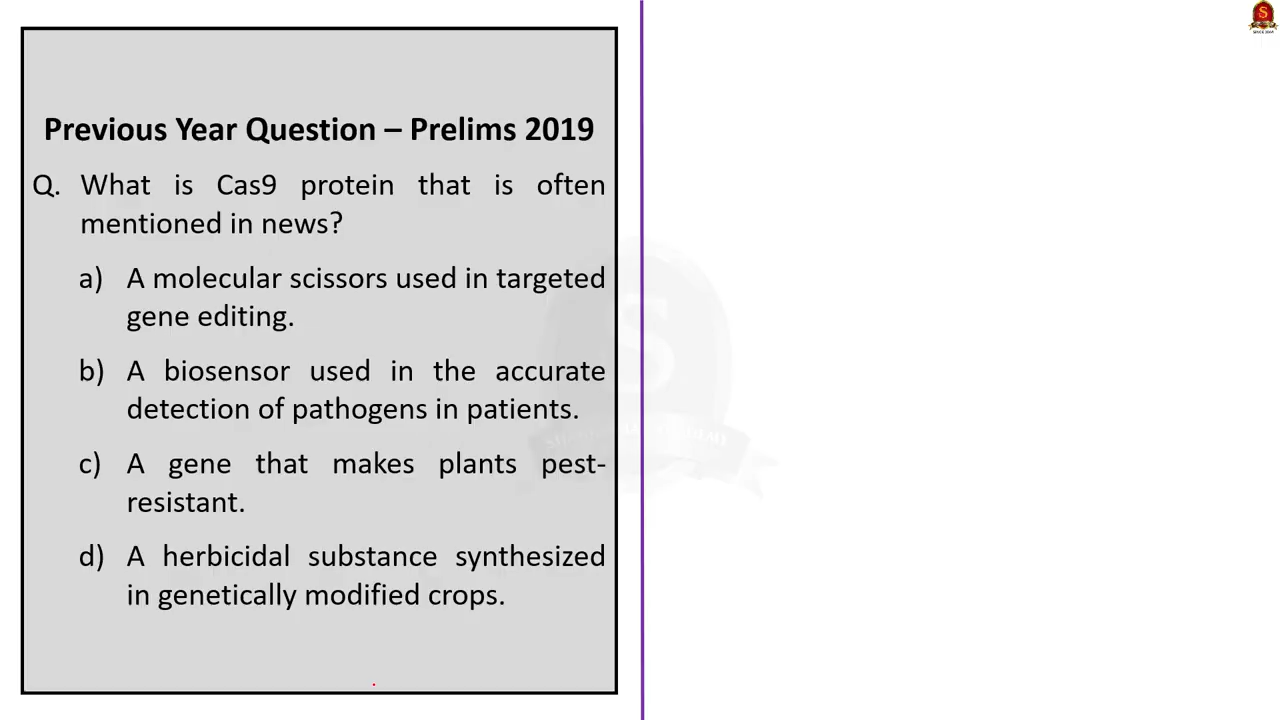 Previous Year Question – Prelims 2019
Q. What is Cas9 protein that is often
mentioned in news?
a) A molecular scissors used in targeted
gene editing.
b) A biosensor used in the accurate
detection of pathogens in patients.
c) A gene that makes plants pest-
resistant.
d) A herbicidal substance synthesized
in genetically modified crops.
S